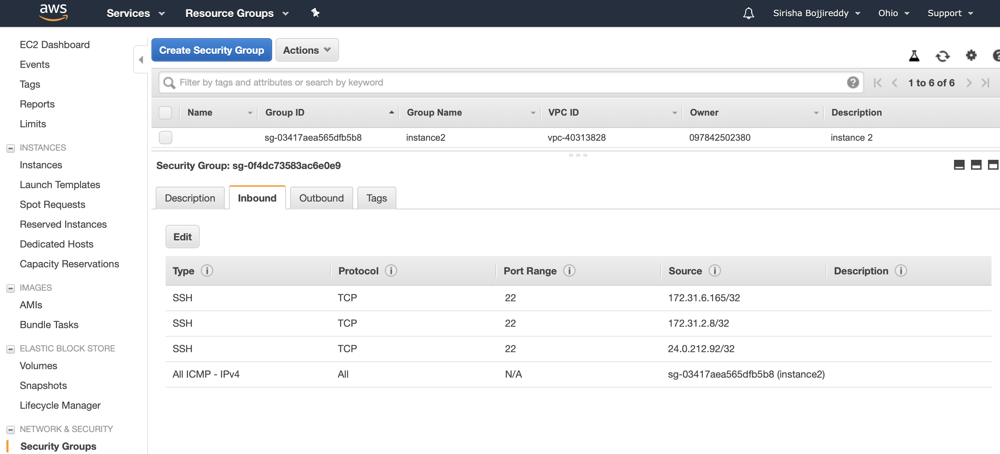 aws Services Resource Groups Sirisha Bojjireddy Ohio Support
EC2 Dashboard
Events
Tags
Reports
Limits
INSTANCES
Instances
Launch Templates
Spot Requests
Reserved Instances
Dedicated Hosts
Capacity Reservations
IMAGES
AMIs
Bundle Tasks
ELASTIC BLOCK STORE
Volumes
Snapshots
Lifecycle Manager
NETWORK & SECURITY
Security Groups
Create Security Group Actions
Filter by tags and attributes or search by keyword 1 to 6 of 6
Name Group ID Group Name VPC ID Owner Description
sg-03417aea565dfb5b8 instance2 vpc-40313828 097842502380 instance 2
Security Group: sg-0f4dc73583ac6e0e9
Description Inbound Outbound Tags
Edit
Type Protocol Port Range Source Description
SSH TCP 22 172.31.6.165/32
SSH TCP 22 172.31.2.8/32
SSH TCP 22 24.0.212.92/32
All ICMP - IPv4 All N/A sg-03417aea565dfb5b8 (instance2)